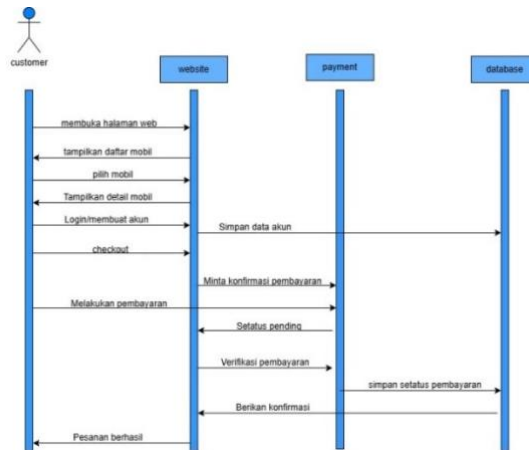 customer
website
payment
database
membuka halaman web
tampilkan daftar mobil
pilih mobil
Tampilkan detail mobil
Login/membuat akun
Simpan data akun
checkout
Minta konfirmasi pembayaran
Melakukan pembayaran
Setatus pending
Verifikasi pembayaran
simpan setatus pembayaran
Berikan konfirmasi
Pesanan berhasil